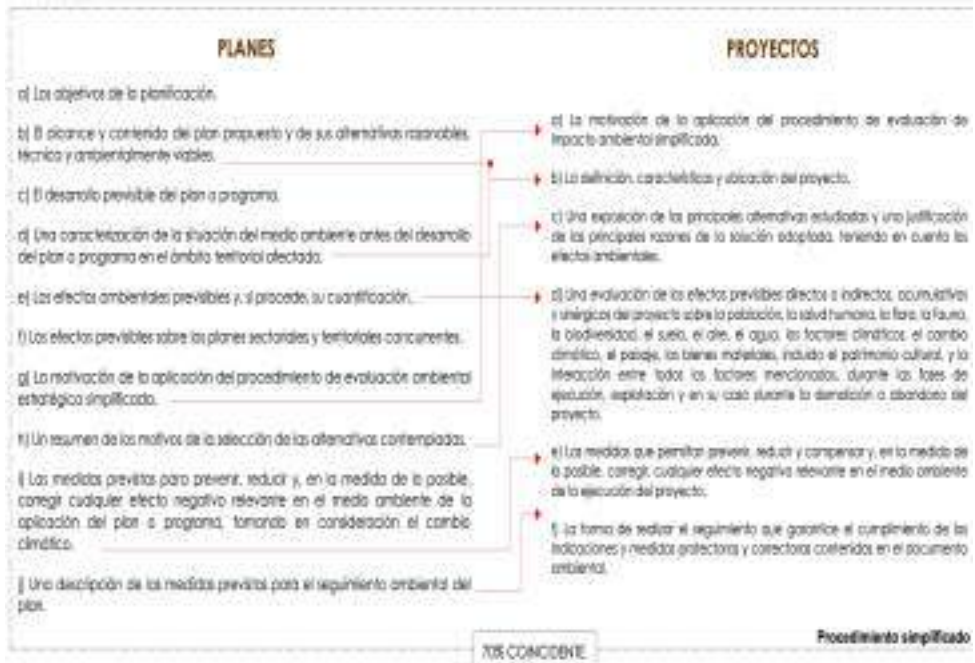 PLANES
a) Los objetivos de la planificación.
b) El alcance y contenido del plan propuesto y de sus alternativas razonables,
técnica y ambientalmente viables.
c) El desarrollo previsible del plan o programa.
d) Una caracterización de la situación del medio ambiente antes del desarrollo
del plan o programa en el ámbito territorial afectado.
e) Los efectos ambientales previsibles y, si procede, su cuantificación.
f) Los efectos previsibles sobre los planes sectoriales y territoriales concurrentes.
g) La motivación de la aplicación del procedimiento de evaluación ambiental
estratégica simplificado.
h) Un resumen de los motivos de la selección de las alternativas contempladas.
i) Las medidas previstas para prevenir, reducir y, en la medida de lo posible,
corregir cualquier efecto negativo relevante en el medio ambiente de la
aplicación del plan o programa, tomando en consideración el cambio
climático.
j) Una descripción de las medidas previstas para el seguimiento ambiental del
plan.
PROYECTOS
a) La motivación de la aplicación del procedimiento de evaluación de
impacto ambiental simplificada.
b) La definición, características y ubicación del proyecto.
c) Una exposición de las principales alternativas estudiadas y una justificación
de las principales razones de la solución adoptada, teniendo en cuenta los
efectos ambientales.
d) Una evaluación de los efectos previsibles directos o indirectos, acumulativos
y sinérgicos del proyecto sobre la población, la salud humana, la flora, la fauna,
la biodiversidad, el suelo, el aire, el agua, los factores climáticos, el cambio
climático, el paisaje, los bienes materiales, incluido el patrimonio cultural, y la
interacción entre todos los factores mencionados, durante las fases de
ejecución, explotación y en su caso durante la demolición o abandono del
proyecto.
e) Las medidas que permitan prevenir, reducir y compensar y, en la medida de
lo posible, corregir, cualquier efecto negativo relevante en el medio ambiente
de la ejecución del proyecto.
f) La forma de realizar el seguimiento que garantice el cumplimiento de las
indicaciones y medidas protectoras y correctoras contenidas en el documento
ambiental.
Procedimiento simplificado
70% COINCIDENTE